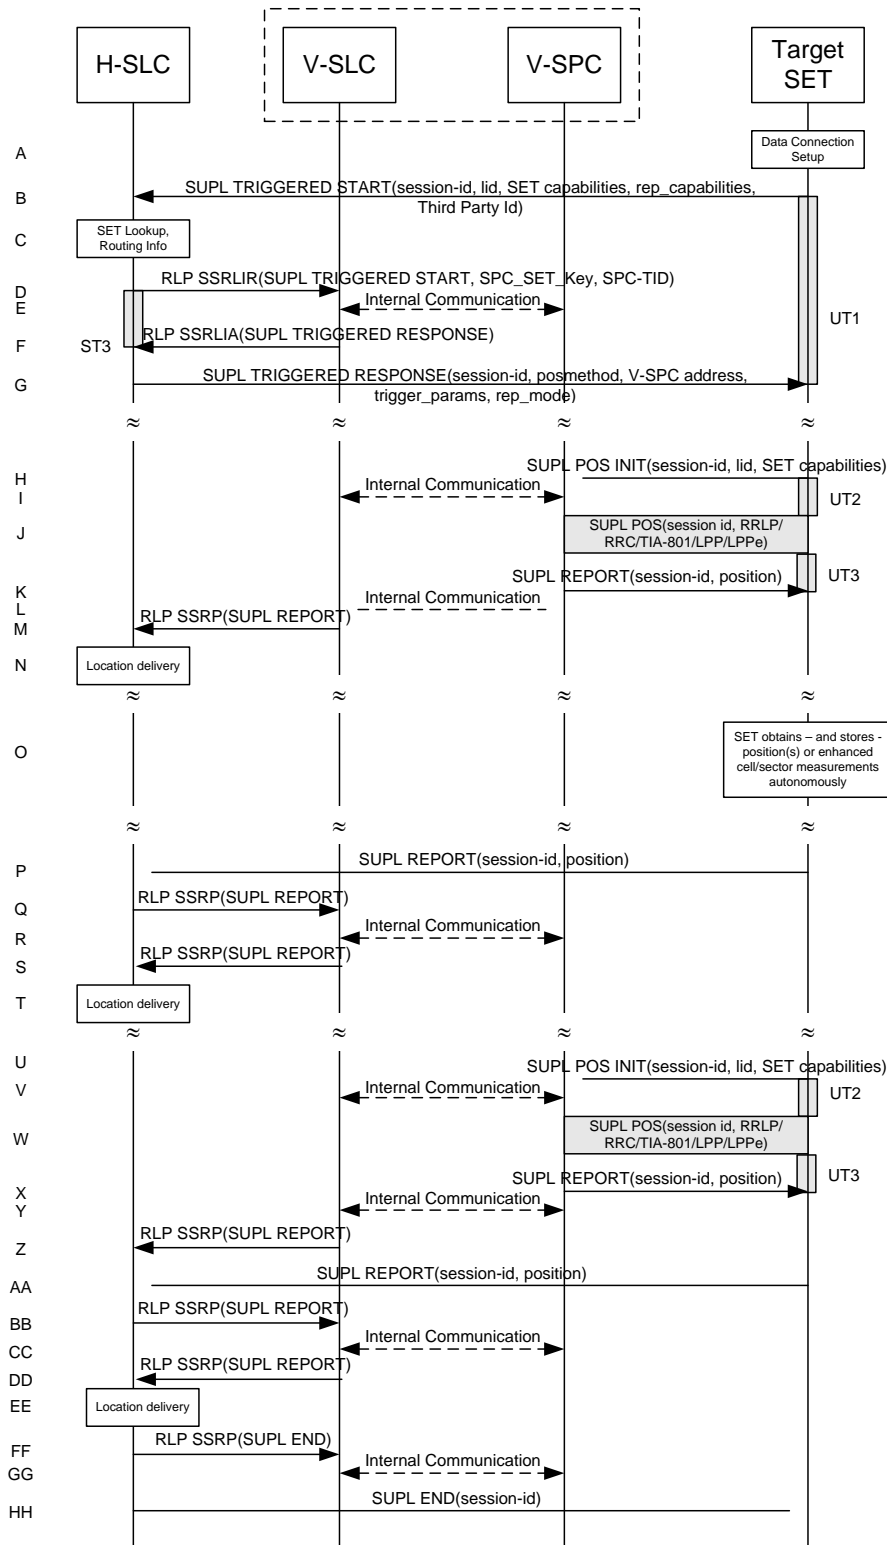 H-SLC
V-SLC
V-SPC
Target
SET
A
Data Connection
Setup
B
SUPL TRIGGERED START(session-id, lid, SET capabilities, rep_capabilities,
Third Party Id)
C
SET Lookup,
Routing Info
D
RLP SSRLIR(SUPL TRIGGERED START, SPC_SET_Key, SPC-TID)
E
Internal Communication
UT1
F
ST3
RLP SSRLIA(SUPL TRIGGERED RESPONSE)
G
SUPL TRIGGERED RESPONSE(session-id, posmethod, V-SPC address,
trigger_params, rep_mode)
≈ ≈ ≈ ≈
H
SUPL POS INIT(session-id, lid, SET capabilities)
I
Internal Communication
UT2
J
SUPL POS(session id, RRLP/
RRC/TIA-801/LPP/LPPe)
K
SUPL REPORT(session-id, position)
UT3
L
Internal Communication
M
RLP SSRP(SUPL REPORT)
N
Location delivery
≈ ≈ ≈ ≈
O
SET obtains – and stores -
position(s) or enhanced
cell/sector measurements
autonomously
≈ ≈ ≈ ≈
P
SUPL REPORT(session-id, position)
Q
RLP SSRP(SUPL REPORT)
R
Internal Communication
S
RLP SSRP(SUPL REPORT)
T
Location delivery
≈ ≈ ≈ ≈
U
SUPL POS INIT(session-id, lid, SET capabilities)
V
Internal Communication
UT2
W
SUPL POS(session id, RRLP/
RRC/TIA-801/LPP/LPPe)
X
SUPL REPORT(session-id, position)
UT3
Y
Internal Communication
Z
RLP SSRP(SUPL REPORT)
AA
SUPL REPORT(session-id, position)
BB
RLP SSRP(SUPL REPORT)
CC
Internal Communication
DD
RLP SSRP(SUPL REPORT)
EE
Location delivery
FF
RLP SSRP(SUPL END)
GG
Internal Communication
HH
SUPL END(session-id)